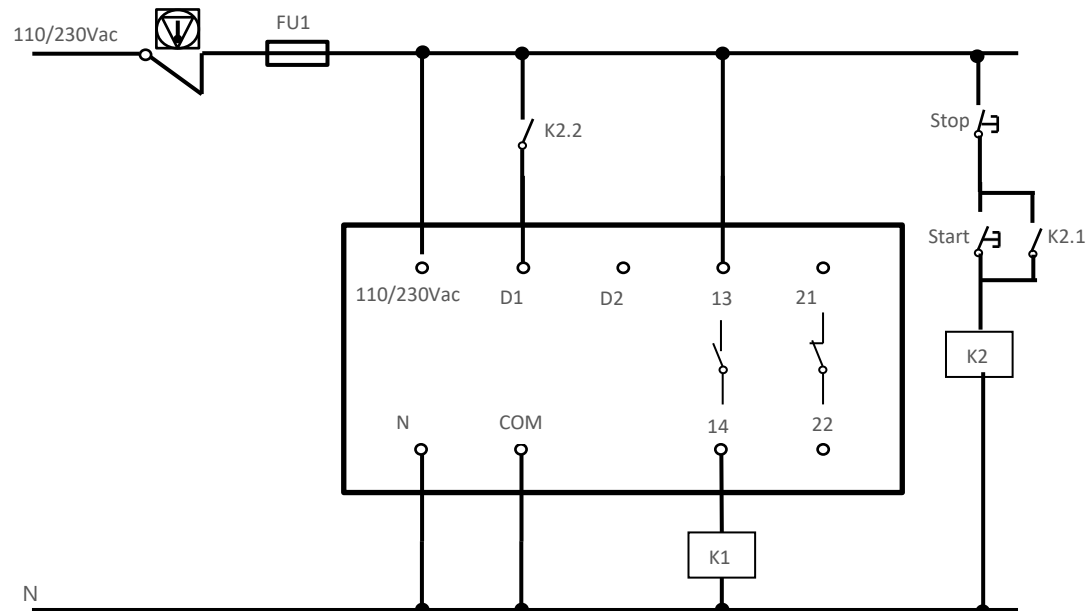 FU1
110/230Vac
K2.2
Stop
Start
K2.1
110/230Vac
D1
D2
13
21
K2
N
COM
14
22
K1
N